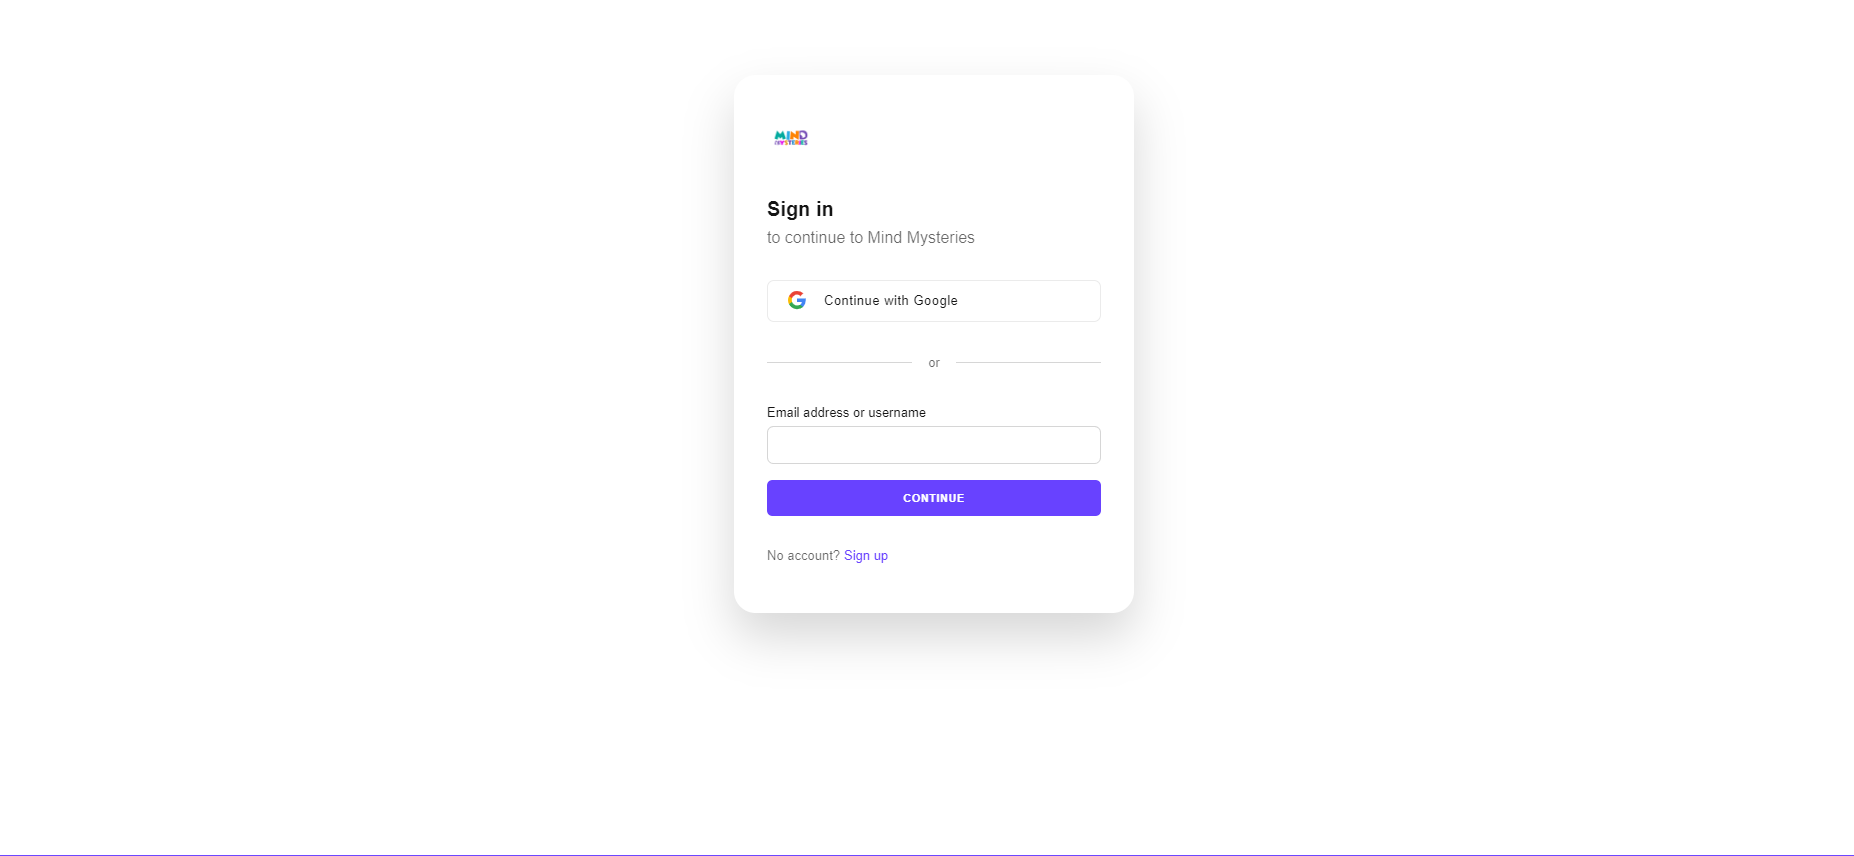 MIND
MYSTERIES
Sign in
to continue to Mind Mysteries
Continue with Google
or
Email address or username
CONTINUE
No account? Sign up